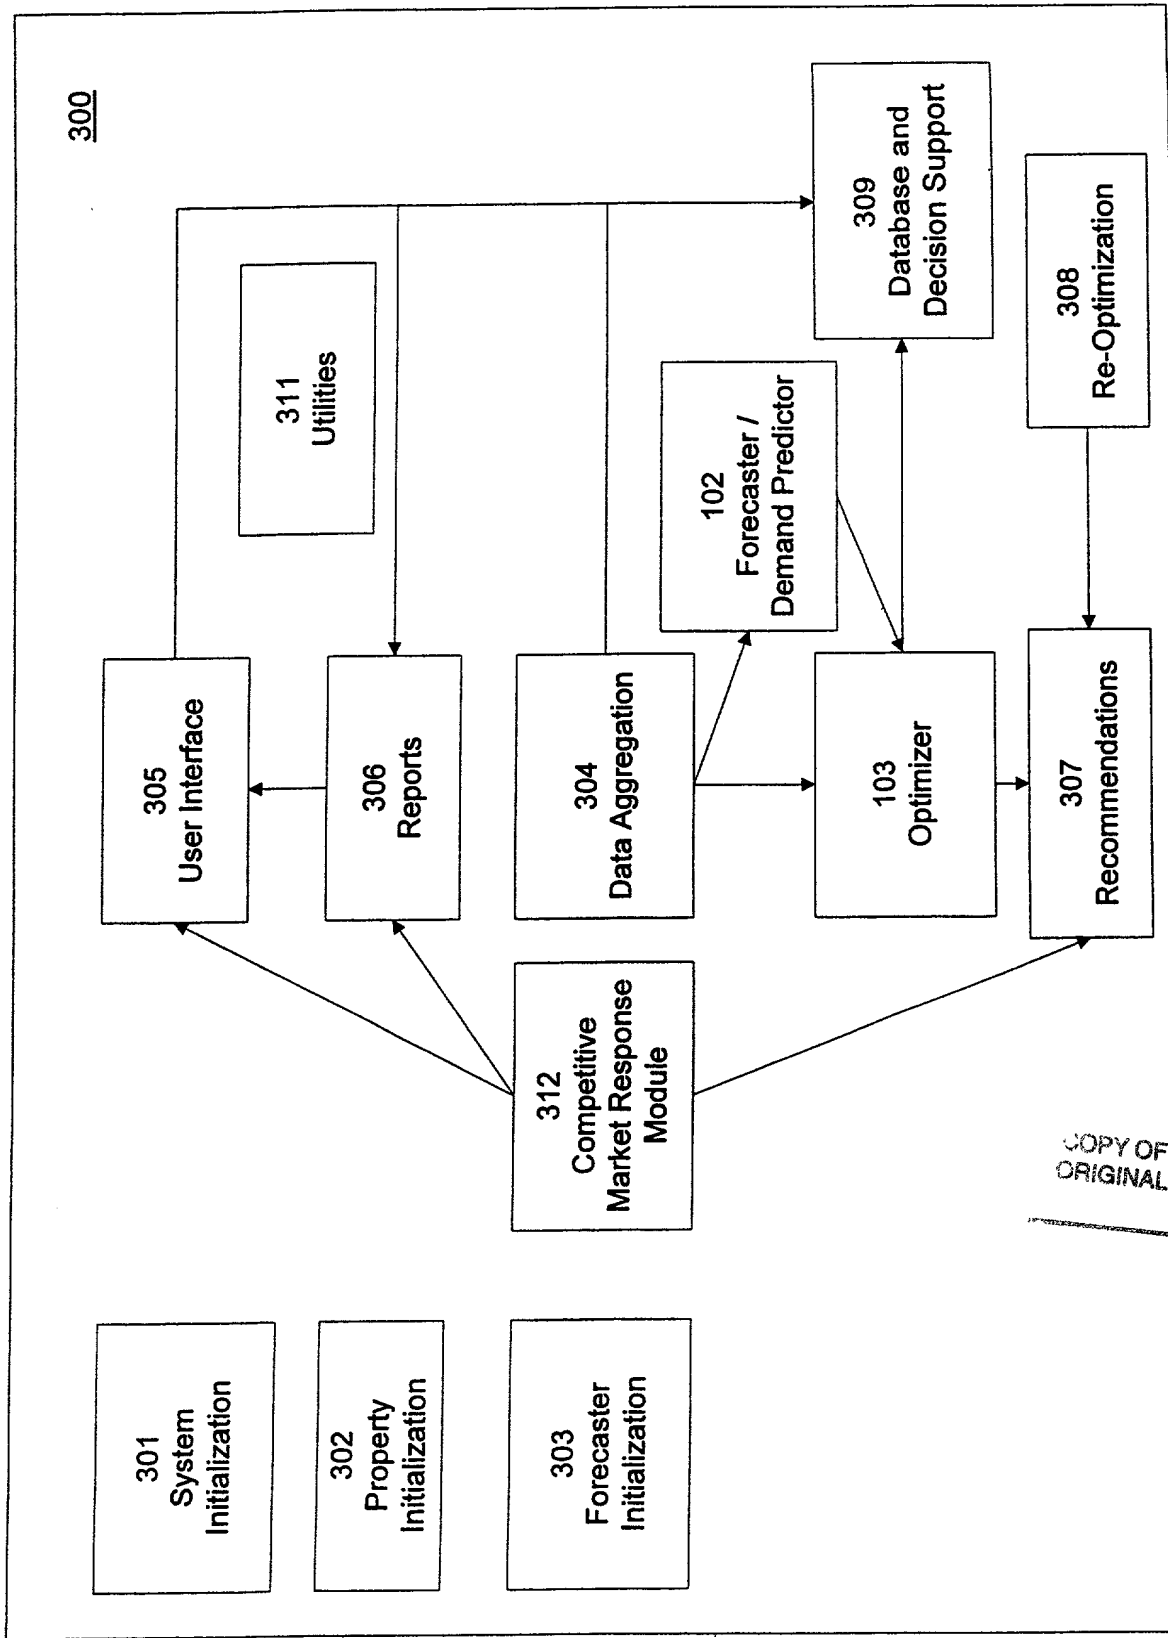 300
301
System
Initialization
302
Property
Initialization
303
Forecaster
Initialization
305
User Interface
306
Reports
311
Utilities
312
Competitive
Market Response
Module
304
Data Aggregation
102
Forecaster /
Demand Predictor
103
Optimizer
309
Database and
Decision Support
307
Recommendations
308
Re-Optimization
COPY OF
ORIGINAL